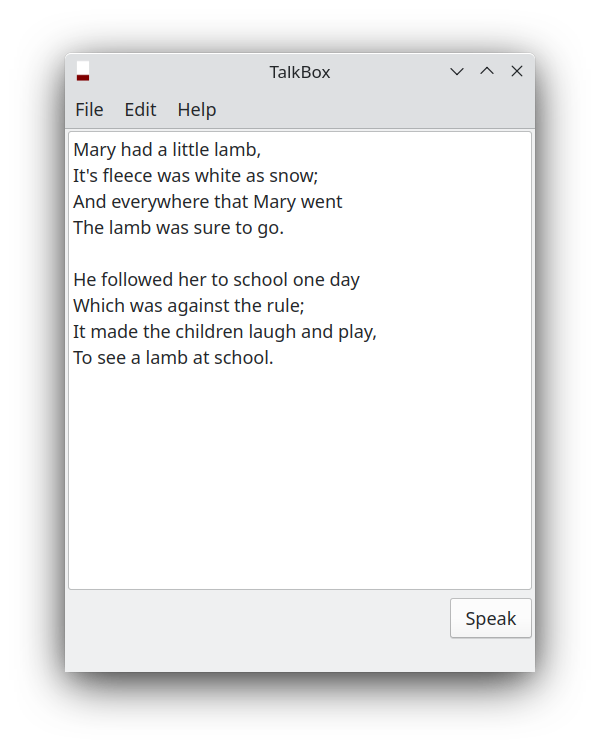 TalkBox
File Edit Help
Mary had a little lamb,
It's fleece was white as snow;
And everywhere that Mary went
The lamb was sure to go.

He followed her to school one day
Which was against the rule;
It made the children laugh and play,
To see a lamb at school.
Speak